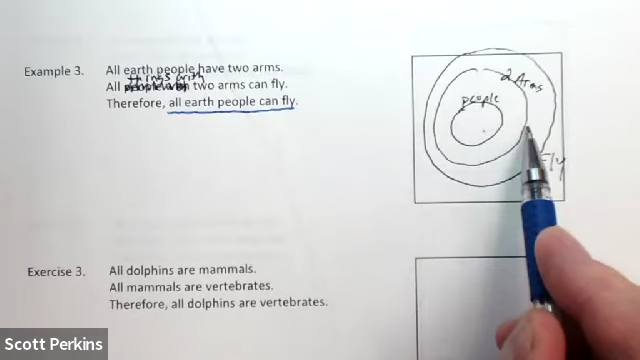 Example 3. All earth people have two arms.
things with
All two arms can fly.
Therefore, all earth people can fly.
2 Arms
people
Fly
Exercise 3. All dolphins are mammals.
All mammals are vertebrates.
Therefore, all dolphins are vertebrates.
Scott Perkins